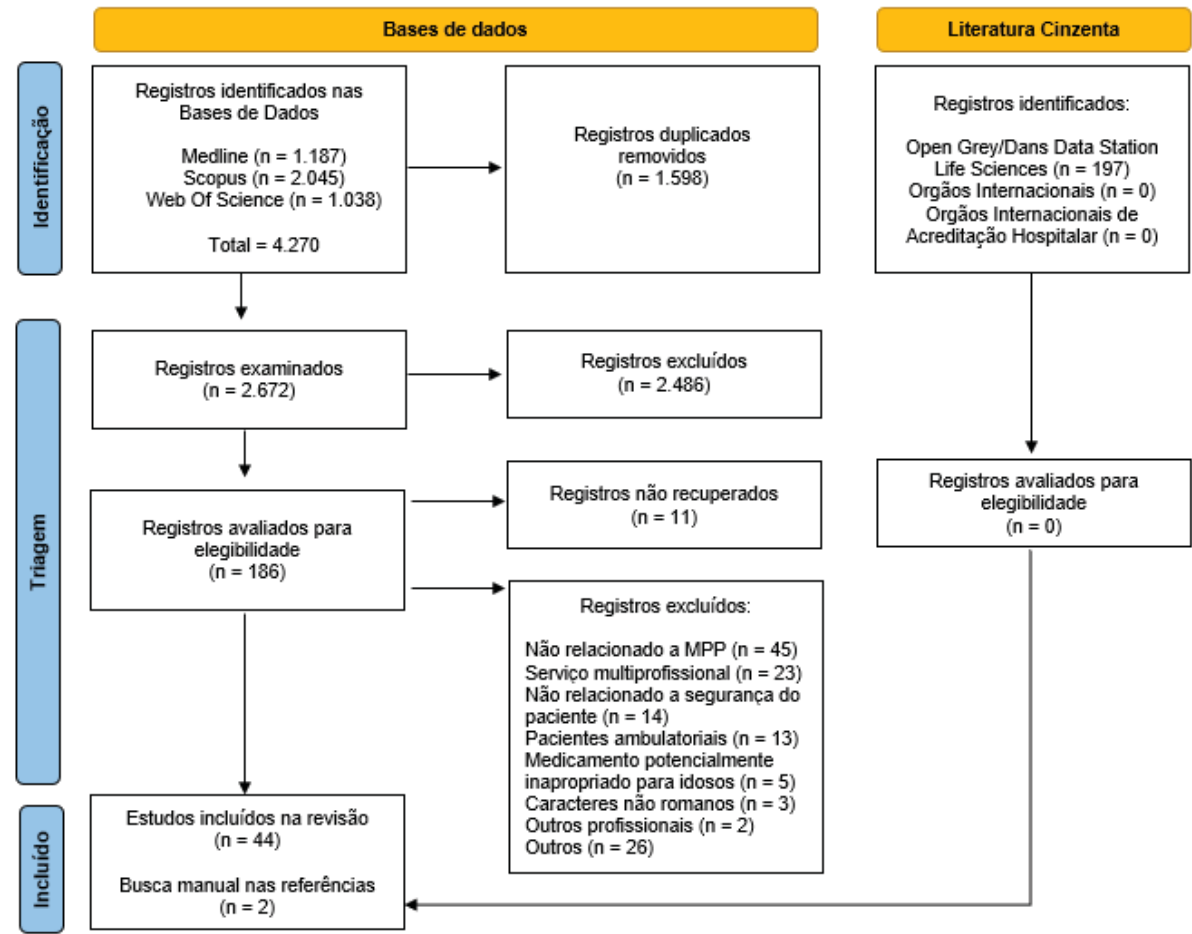 Bases de dados
Literatura Cinzenta
Identificação
Registros identificados nas
Bases de Dados
Medline (n = 1.187)
Scopus (n = 2.045)
Web Of Science (n = 1.038)
Total = 4.270
Registros duplicados
removidos
(n = 1.598)
Registros identificados:
Open Grey/Dans Data Station
Life Sciences (n = 197)
Orgãos Internacionais (n = 0)
Orgãos Internacionais de
Acreditação Hospitalar (n = 0)
Triagem
Registros examinados
(n = 2.672)
Registros excluídos
(n = 2.486)
Registros avaliados para
elegibilidade
(n = 186)
Registros não recuperados
(n = 11)
Registros avaliados para
elegibilidade
(n = 0)
Registros excluídos:
Não relacionado a MPP (n = 45)
Serviço multiprofissional (n = 23)
Não relacionado a segurança do
paciente (n = 14)
Pacientes ambulatoriais (n = 13)
Medicamento potencialmente
inapropriado para idosos (n = 5)
Caracteres não romanos (n = 3)
Outros profissionais (n = 2)
Outros (n = 26)
Incluído
Estudos incluídos na revisão
(n = 44)
Busca manual nas referências
(n = 2)